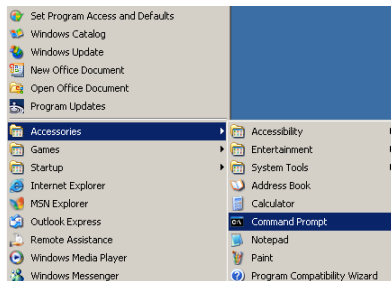 Set Program Access and Defaults
Windows Catalog
Windows Update
New Office Document
Open Office Document
Program Updates
Accessories
Games
Startup
Internet Explorer
MSN Explorer
Outlook Express
Remote Assistance
Windows Media Player
Windows Messenger
Accessibility
Entertainment
System Tools
Address Book
Calculator
Command Prompt
Notepad
Paint
Program Compatibility Wizard